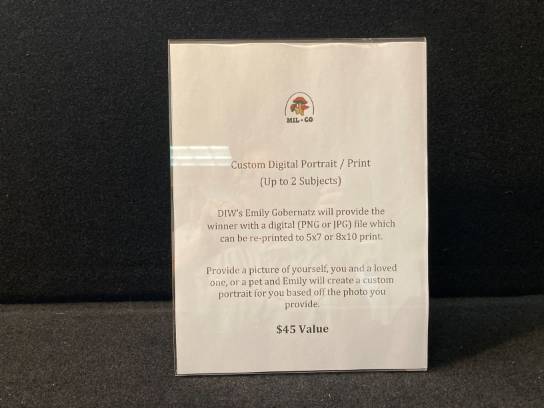 MIL + CO
Custom Digital Portrait / Print
(Up to 2 Subjects)
DIW's Emily Gobernatz will provide the
winner with a digital (PNG or JPG) file which
can be re-printed to 5x7 or 8x10 print.
Provide a picture of yourself, you and a loved
one, or a pet and Emily will create a custom
portrait for you based off the photo you
provide.
$45 Value